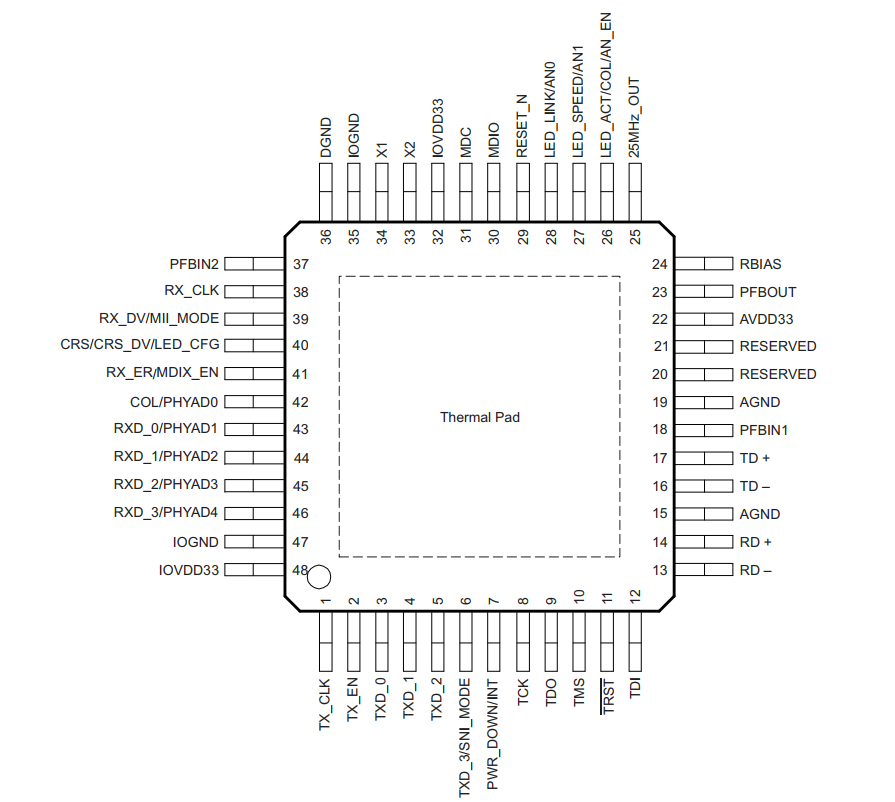 DGND
IOGND
X1
X2
IOVDD33
MDC
MDIO
RESET_N
LED_LINK/AN0
LED_SPEED/AN1
LED_ACT/COL/AN_EN
25MHz_OUT
36 35 34 33 32 31 30 29 28 27 26 25
PFBIN2 37
RX_CLK 38
RX_DV/MII_MODE 39
CRS/CRS_DV/LED_CFG 40
RX_ER/MDIX_EN 41
COL/PHYAD0 42
RXD_0/PHYAD1 43
RXD_1/PHYAD2 44
RXD_2/PHYAD3 45
RXD_3/PHYAD4 46
IOGND 47
IOVDD33 48
Thermal Pad
24 RBIAS
23 PFBOUT
22 AVDD33
21 RESERVED
20 RESERVED
19 AGND
18 PFBIN1
17 TD +
16 TD –
15 AGND
14 RD +
13 RD –
1 2 3 4 5 6 7 8 9 10 11 12
TX_CLK
TX_EN
TXD_0
TXD_1
TXD_2
TXD_3/SNI_MODE
PWR_DOWN/INT
TCK
TDO
TMS
TRST
TDI